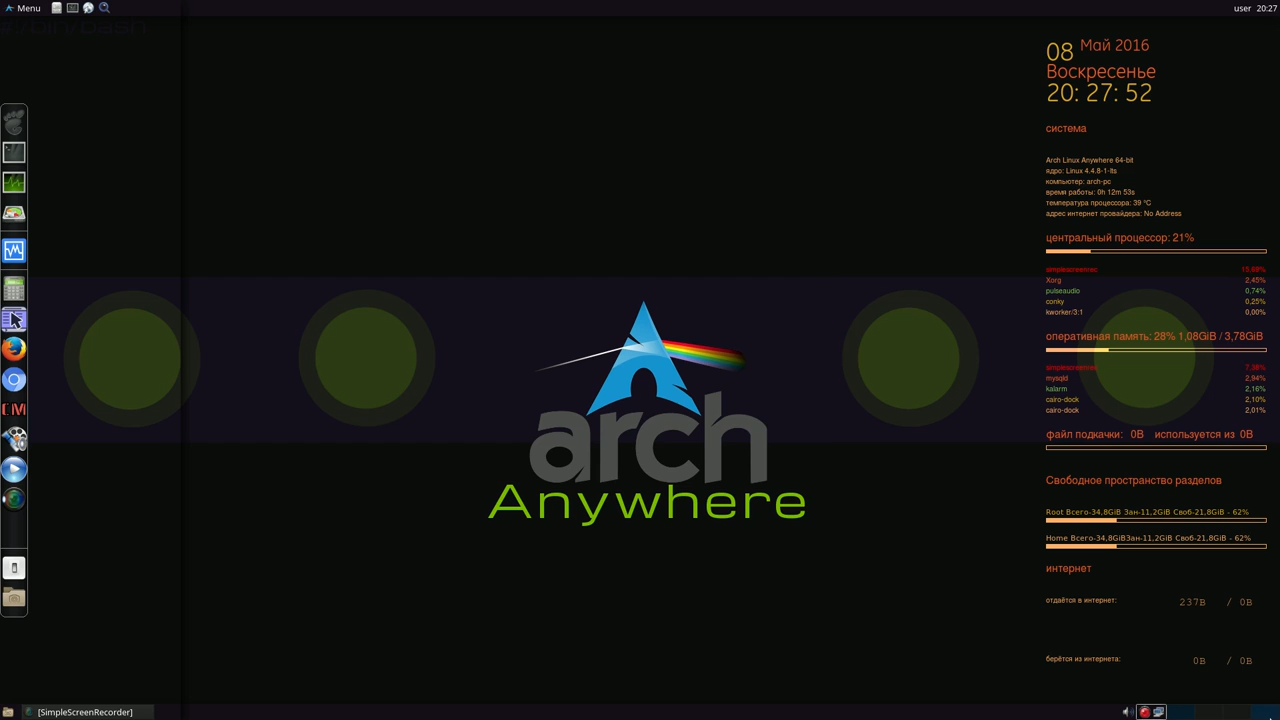 Menu
user 20:27
08 Май 2016
Воскресенье
20: 27: 52
система
Arch Linux Anywhere 64-bit
ядро: Linux 4.4.8-1-lts
компьютер: arch-pc
время работы: 0h 12m 53s
температура процессора: 39 °C
адрес интернет провайдера: No Address
центральный процессор: 21%
simplescreenrec 15,69%
Xorg 2,45%
pulseaudio 0,74%
conky 0,25%
kworker/3:1 0,00%
оперативная память: 28% 1,08GiB / 3,78GiB
simplescreenrec 7,38%
mysqld 2,94%
kalarm 2,16%
cairo-dock 2,10%
cairo-dock 2,01%
файл подкачки: 0B используется из 0B
Свободное пространство разделов
Root Всего-34,8GiB Зан-11,2GiB Своб-21,8GiB - 62%
Home Всего-34,8GiBЗан-11,2GiB Своб-21,8GiB - 62%
интернет
отдаётся в интернет: 237B / 0B
берётся из интернета: 0B / 0B
arch
Anywhere
[SimpleScreenRecorder]